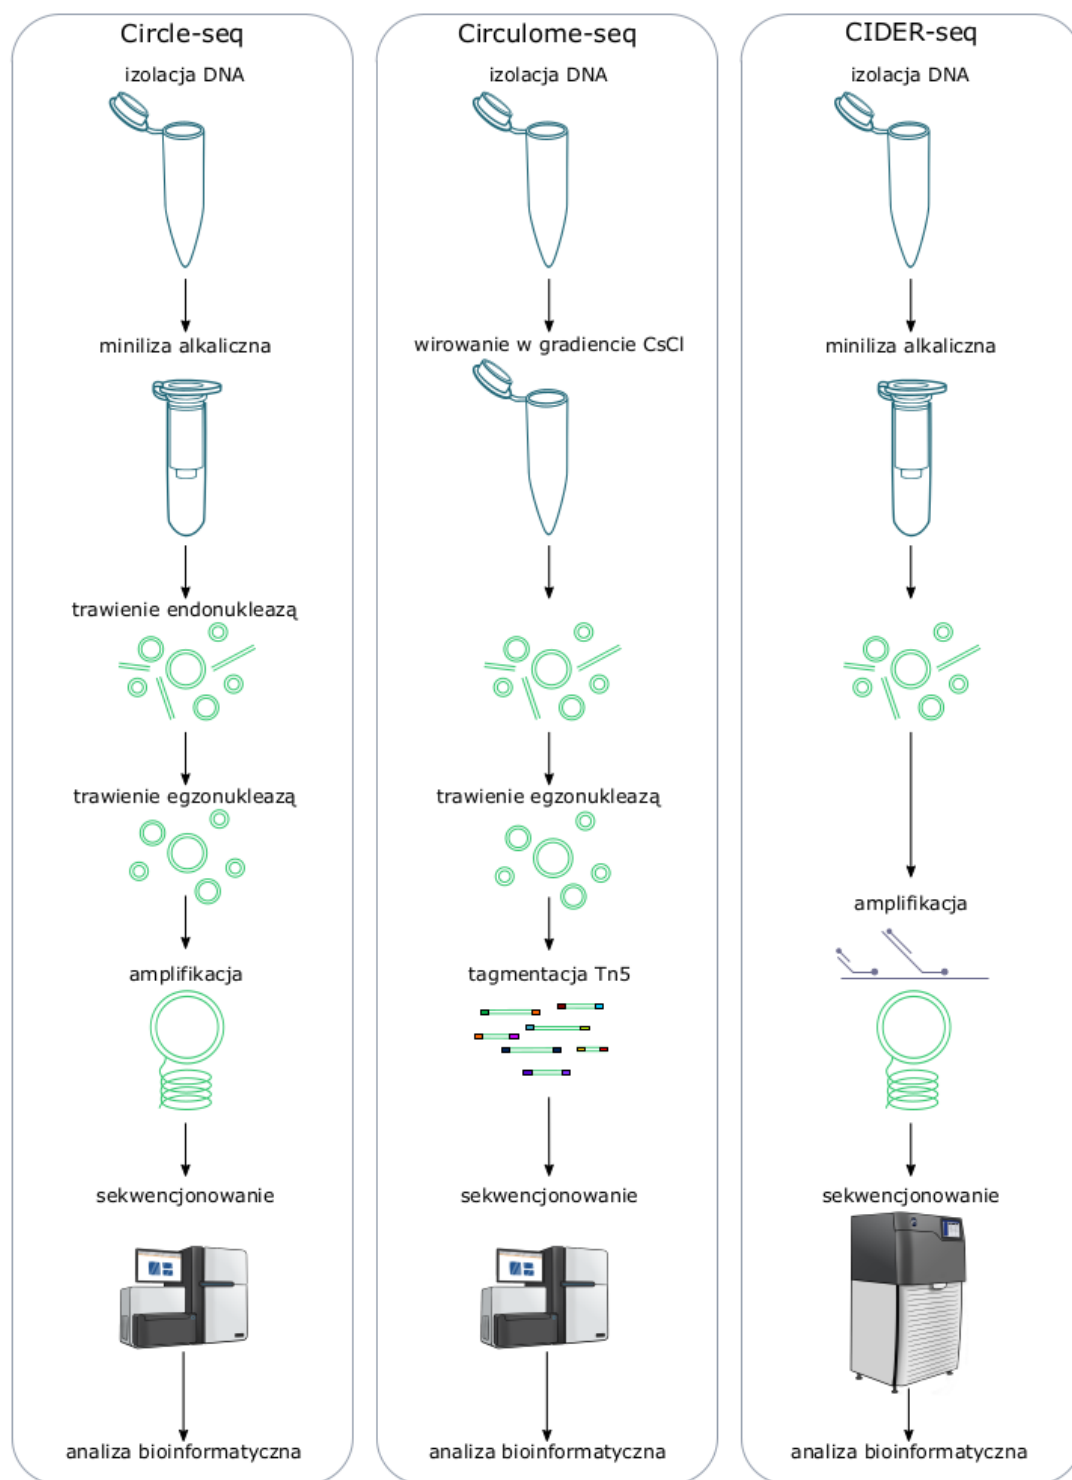 Circle-seq
izolacja DNA
miniliza alkaliczna
trawienie endonukleazą
trawienie egzonukleazą
amplifikacja
sekwencjonowanie
analiza bioinformatyczna
Circulome-seq
izolacja DNA
wirowanie w gradiencie CsCl
trawienie egzonukleazą
tagmentacja Tn5
sekwencjonowanie
analiza bioinformatyczna
CIDER-seq
izolacja DNA
miniliza alkaliczna
amplifikacja
sekwencjonowanie
analiza bioinformatyczna